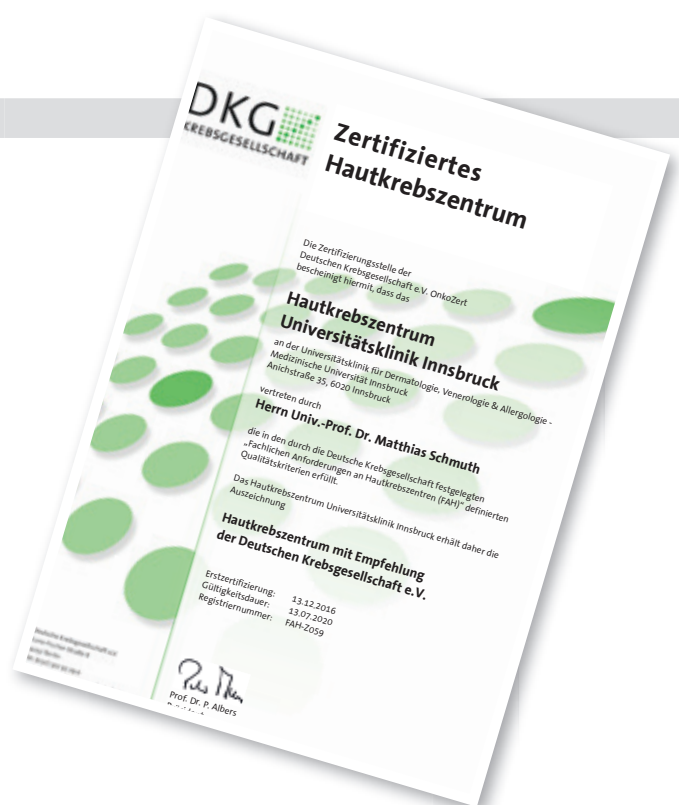 DKG
KREBSGESELLSCHAFT
Zertifiziertes
Hautkrebszentrum
Die Zertifizierungsstelle der
Deutschen Krebsgesellschaft e.V. OnkoZert
bescheinigt hiermit, dass das
Hautkrebszentrum
Universitätsklinik Innsbruck
an der Universitätsklinik für Dermatologie, Venerologie & Allergologie -
Medizinische Universität Innsbruck
Anichstraße 35, 6020 Innsbruck
vertreten durch
Herrn Univ.-Prof. Dr. Matthias Schmuth
die in den durch die Deutsche Krebsgesellschaft festgelegten
„Fachlichen Anforderungen an Hautkrebszentren (FAH)“ definierten
Qualitätskriterien erfüllt.
Das Hautkrebszentrum Universitätsklinik Innsbruck erhält daher die
Auszeichnung
Hautkrebszentrum mit Empfehlung
der Deutschen Krebsgesellschaft e.V.
Erstzertifizierung: 13.12.2016
Gültigkeitsdauer: 13.07.2020
Registriernummer: FAH-Z059
Deutsche Krebsgesellschaft e.V.
Prof. Dr. P. Albers